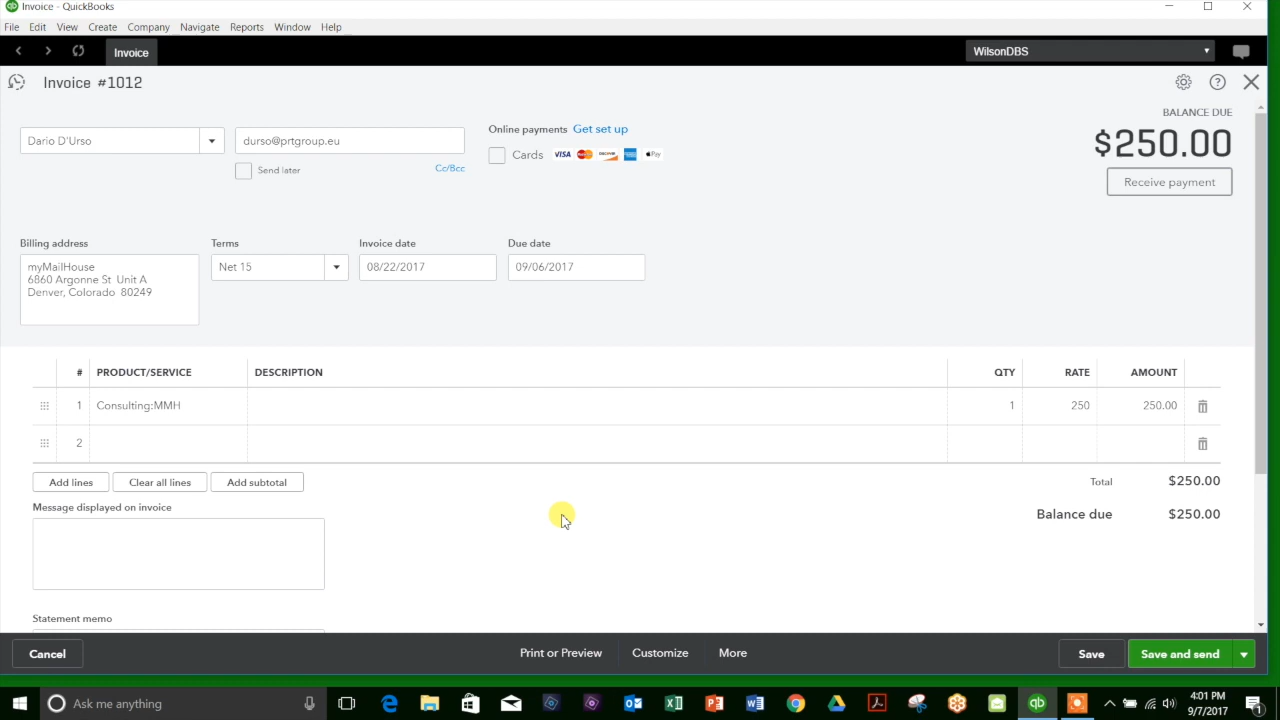 Invoice - QuickBooks
File Edit View Create Company Navigate Reports Window Help
Invoice WilsonDBS
Invoice #1012
BALANCE DUE
$250.00
Receive payment
Dario D'Urso durso@prtgroup.eu
Online payments Get set up
Cards VISA
Send later Cc/Bcc
Billing address Terms Invoice date Due date
myMailHouse
6860 Argonne St Unit A
Denver, Colorado 80249
Net 15 08/22/2017 09/06/2017
# PRODUCT/SERVICE DESCRIPTION QTY RATE AMOUNT
1 Consulting:MMH 1 250 250.00
2
Add lines Clear all lines Add subtotal Total $250.00
Message displayed on invoice Balance due $250.00
Statement memo
Cancel Print or Preview Customize More Save Save and send
Ask me anything
4:01 PM
9/7/2017
1